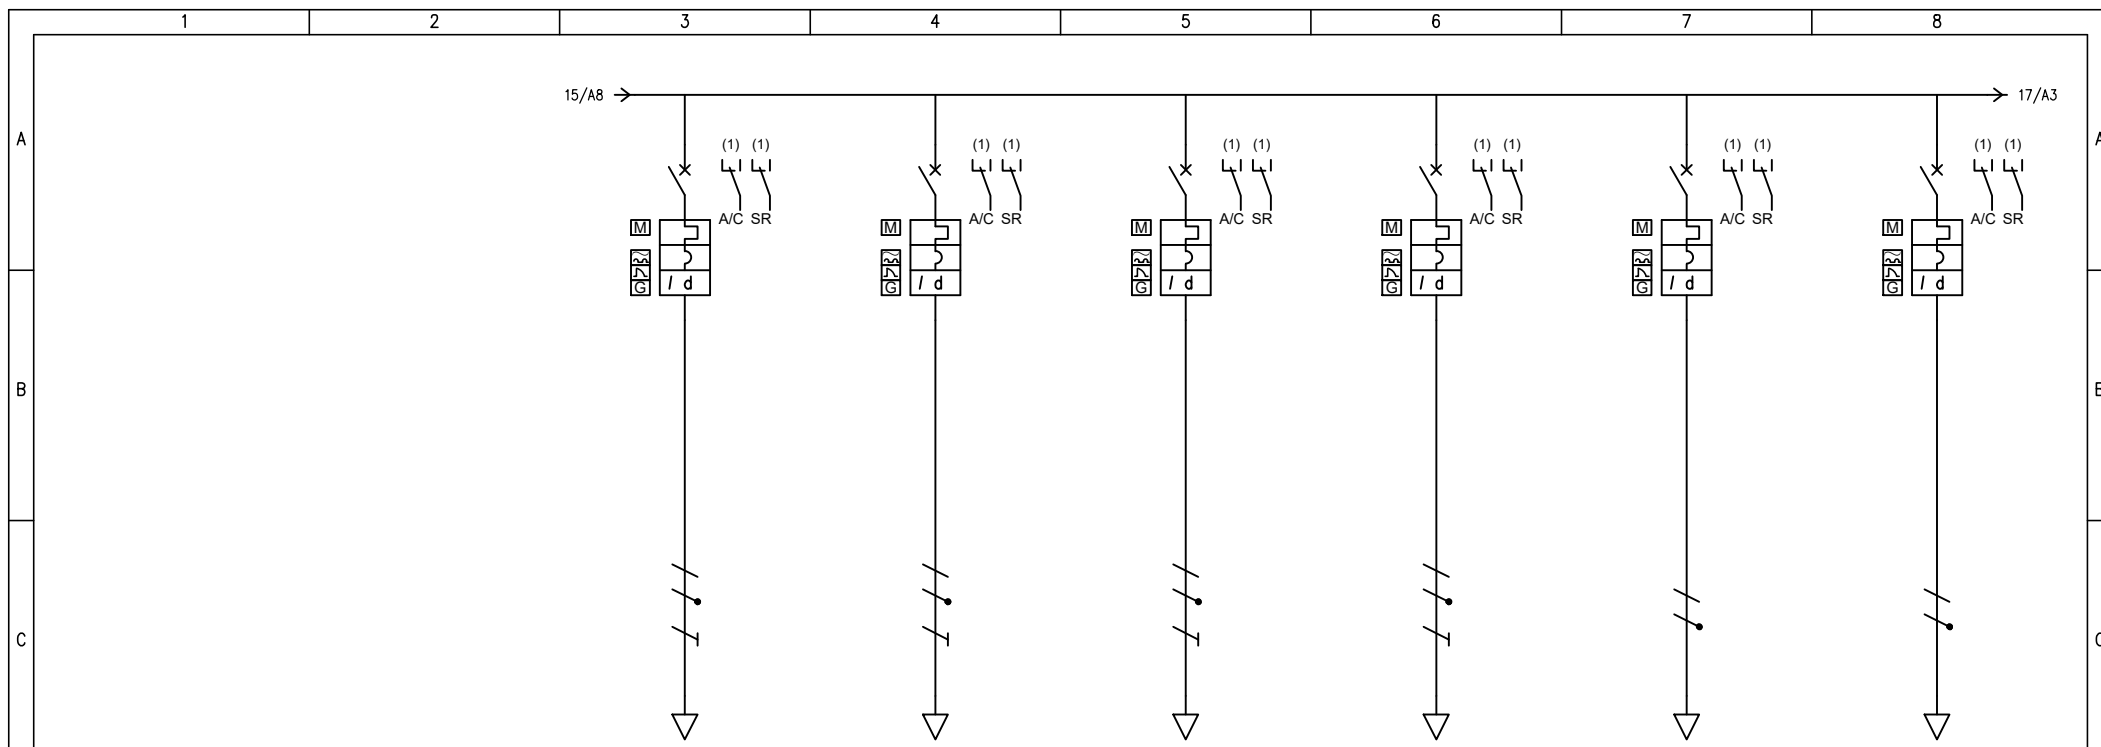 1 2 3 4 5 6 7 8
15/A8 17/A3
A A
(1) (1) (1) (1) (1) (1) (1) (1) (1) (1) (1) (1)
A/C SR A/C SR A/C SR A/C SR A/C SR A/C SR
M M M M M M
G I d G I d G I d G I d G I d G I d
B
C